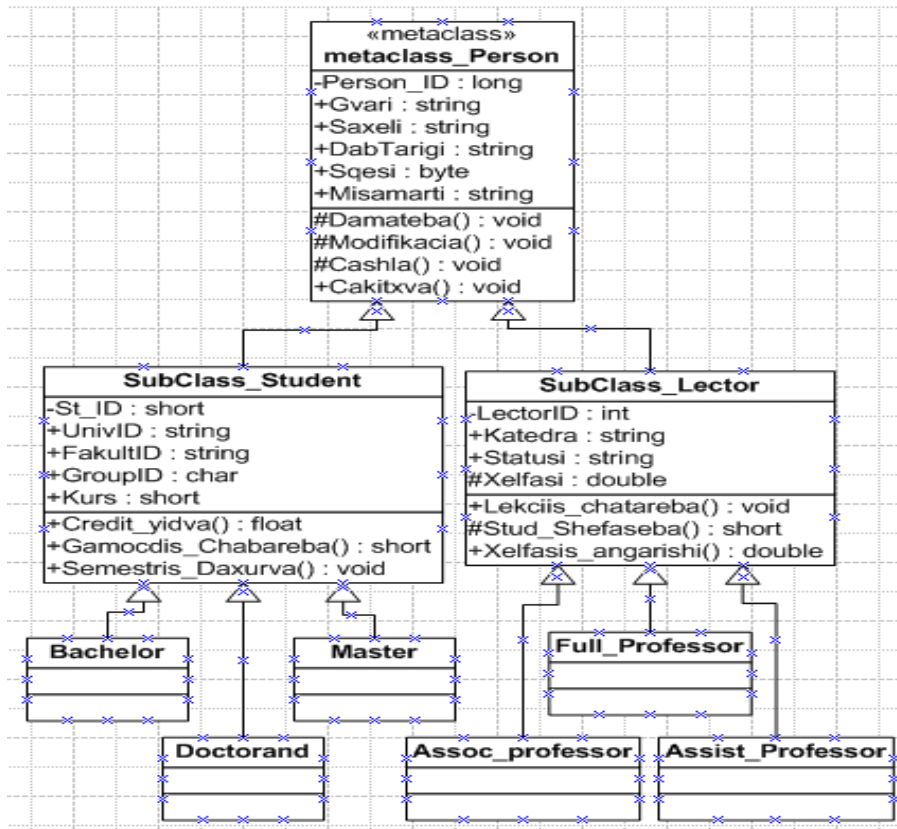 «metaclass»
metaclass_Person
-Person_ID : long
+Gvari : string
+Saxeli : string
+DabTarigi : string
+Sqesi : byte
+Misamarti : string
#Damateba() : void
#Modifikacia() : void
#Cashla() : void
+Cakitxva() : void
SubClass_Student
-St_ID : short
+UnivID : string
+FakultID : string
+GroupID : char
+Kurs : short
+Credit_yidva() : float
+Gamocdis_Chabareba() : short
+Semestris_Daxurva() : void
SubClass_Lector
-LectorID : int
+Katedra : string
+Statusi : string
#Xelfasi : double
+Lekciis_chatareba() : void
#Stud_Shefaseba() : short
+Xelfasis_angarishi() : double
Bachelor
Master
Full_Professor
Doctorand
Assoc_professor
Assist_Professor